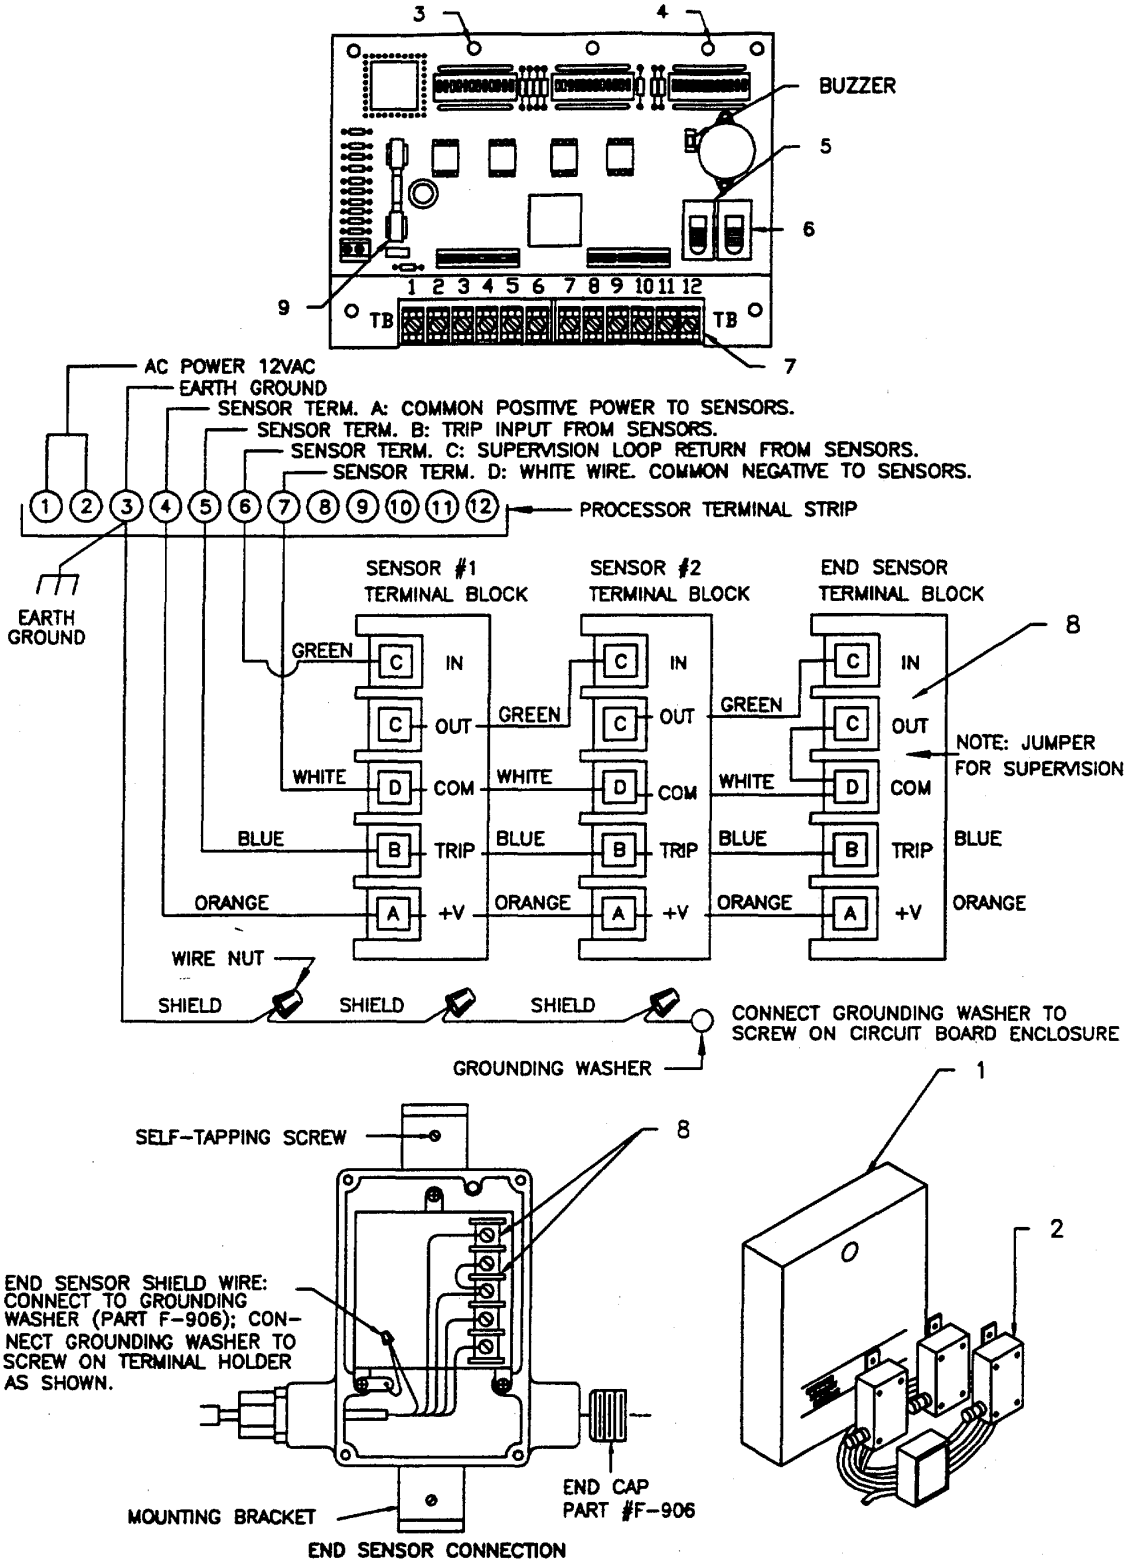 3
4
BUZZER
5
6
9
1 2 3 4 5 6 7 8 9 10 11 12
TB
TB
7
AC POWER 12VAC
EARTH GROUND
SENSOR TERM. A: COMMON POSITIVE POWER TO SENSORS.
SENSOR TERM. B: TRIP INPUT FROM SENSORS.
SENSOR TERM. C: SUPERVISION LOOP RETURN FROM SENSORS.
SENSOR TERM. D: WHITE WIRE. COMMON NEGATIVE TO SENSORS.
1 2 3 4 5 6 7 8 9 10 11 12
PROCESSOR TERMINAL STRIP
EARTH
GROUND
SENSOR #1
TERMINAL BLOCK
SENSOR #2
TERMINAL BLOCK
END SENSOR
TERMINAL BLOCK
8
GREEN C IN C IN C IN
C OUT GREEN C OUT GREEN C OUT
NOTE: JUMPER
FOR SUPERVISION
WHITE D COM WHITE D COM WHITE D COM
BLUE B TRIP BLUE B TRIP BLUE B TRIP BLUE
ORANGE A +V ORANGE A +V ORANGE A +V ORANGE
WIRE NUT
SHIELD SHIELD SHIELD
CONNECT GROUNDING WASHER TO
SCREW ON CIRCUIT BOARD ENCLOSURE
GROUNDING WASHER
1
SELF-TAPPING SCREW
8
2
END SENSOR SHIELD WIRE:
CONNECT TO GROUNDING
WASHER (PART F-906); CON-
NECT GROUNDING WASHER TO
SCREW ON TERMINAL HOLDER
AS SHOWN.
END CAP
PART #F-906
MOUNTING BRACKET
END SENSOR CONNECTION